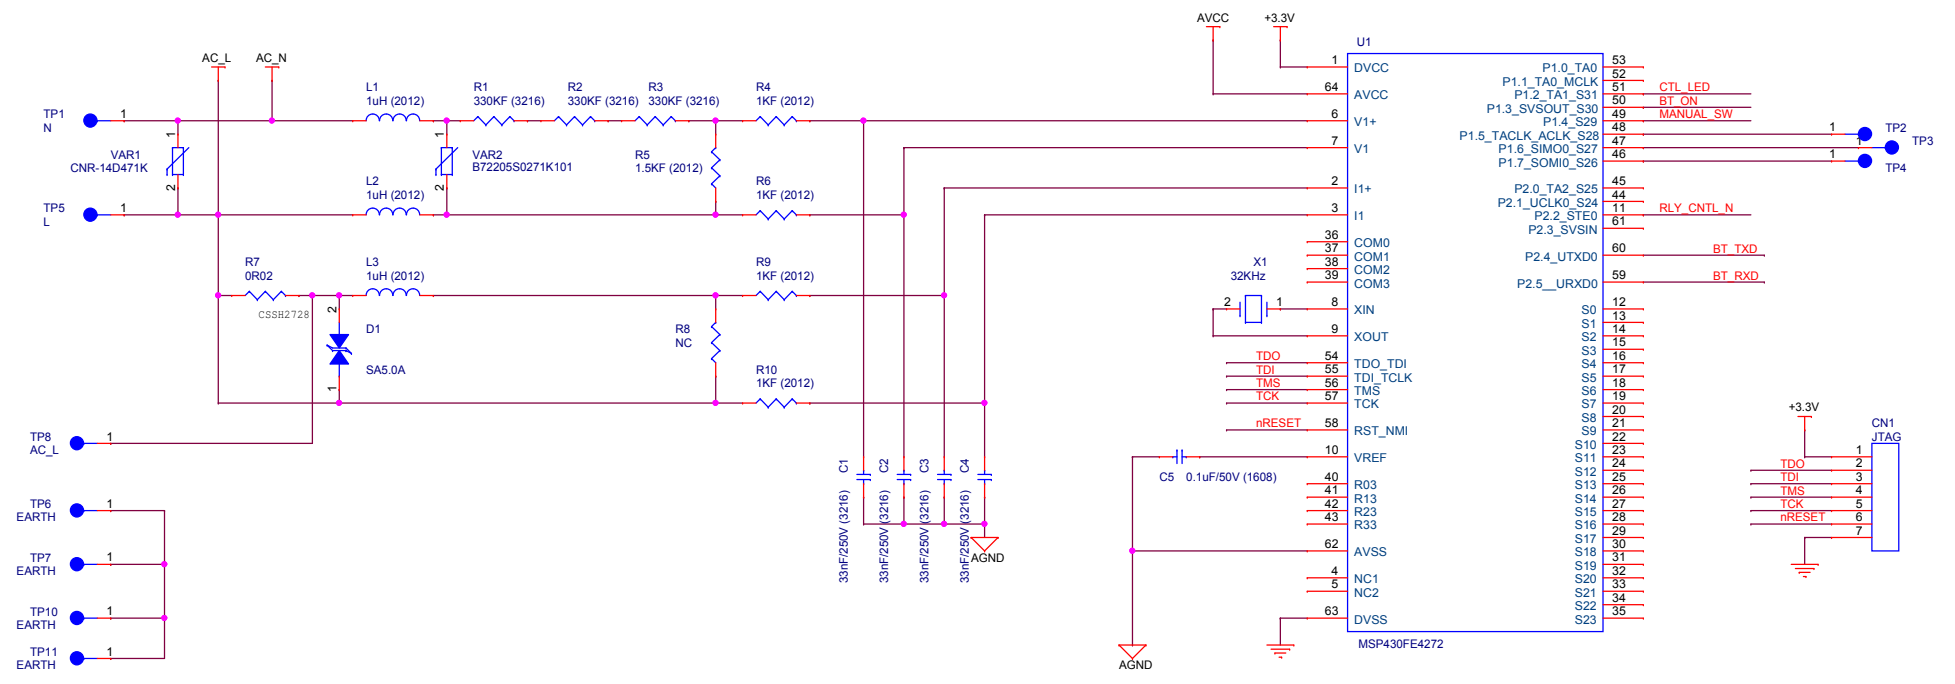 AVCC
+3.3V
AC_L
AC_N
TP1
N
1
VAR1
CNR-14D471K
1
2
TP5
L
1
L1
1uH (2012)
R1
330KF (3216)
R2
330KF (3216)
R3
330KF (3216)
R4
1KF (2012)
1
2
VAR2
B72205S0271K101
R5
1.5KF (2012)
L2
1uH (2012)
R6
1KF (2012)
R7
0R02
CSSH2728
L3
1uH (2012)
R9
1KF (2012)
2
D1
SA5.0A
1
R8
NC
R10
1KF (2012)
TP8
AC_L
1
TP6
EARTH
1
TP7
EARTH
1
TP10
EARTH
1
TP11
EARTH
1
C1
33nF/250V (3216)
C2
33nF/250V (3216)
C3
33nF/250V (3216)
C4
33nF/250V (3216)
AGND
X1
32KHz
2
1
TDO
TDI
TMS
TCK
nRESET
C5 0.1uF/50V (1608)
AGND
U1
1 DVCC
64 AVCC
6 V1+
7 V1
2 I1+
3 I1
36 COM0
37 COM1
38 COM2
39 COM3
8 XIN
9 XOUT
54 TDO_TDI
55 TDI_TCLK
56 TMS
57 TCK
58 RST_NMI
10 VREF
40 R03
41 R13
42 R23
43 R33
62 AVSS
4 NC1
5 NC2
63 DVSS
MSP430FE4272
P1.0_TA0 53
P1.1_TA0_MCLK 52
P1.2_TA1_S31 51 CTL_LED
P1.3_SVSOUT_S30 50 BT_ON
P1.4_S29 49 MANUAL_SW
P1.5_TACLK_ACLK_S28 48
P1.6_SIMO0_S27 47
P1.7_SOMI0_S26 46
1 TP2
1 TP3
1 TP4
P2.0_TA2_S25 45
P2.1_UCLK0_S24 44
P2.2_STE0 11 RLY_CNTL_N
P2.3_SVSIN 61
P2.4_UTXD0 60 BT_TXD
P2.5__URXD0 59 BT_RXD
S0 12
S1 13
S2 14
S3 15
S4 16
S5 17
S6 18
S7 19
S8 20
S9 21
S10 22
S11 23
S12 24
S13 25
S14 26
S15 27
S16 28
S17 29
S18 30
S19 31
S20 32
S21 33
S22 34
S23 35
+3.3V
CN1
JTAG
1
TDO 2
TDI 3
TMS 4
TCK 5
nRESET 6
7